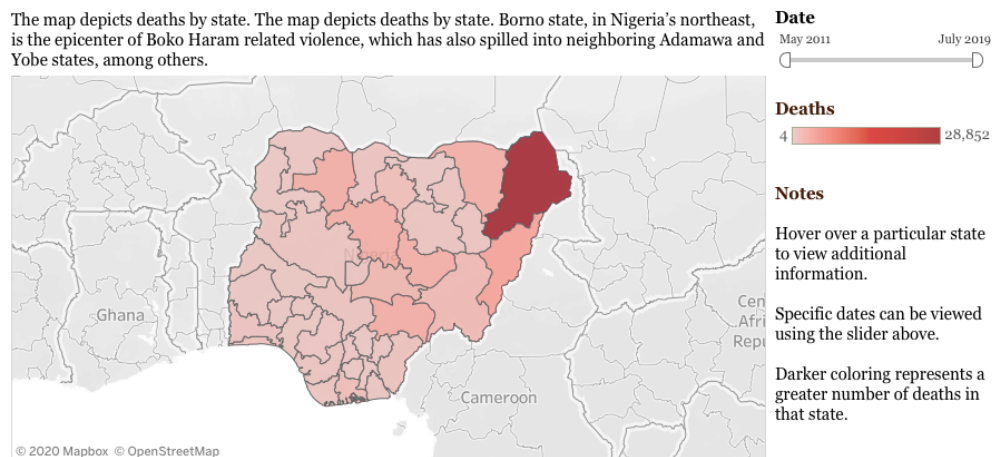 The map depicts deaths by state. The map depicts deaths by state. Borno state, in Nigeria’s northeast,
is the epicenter of Boko Haram related violence, which has also spilled into neighboring Adamawa and
Yobe states, among others.
Date
May 2011
July 2019
Deaths
4
28,852
Notes
Hover over a particular state
to view additional
information.
Specific dates can be viewed
using the slider above.
Darker coloring represents a
greater number of deaths in
that state.
Nigeria
Ghana
Cen
Afri
Repu
Cameroon
© 2020 Mapbox © OpenStreetMap